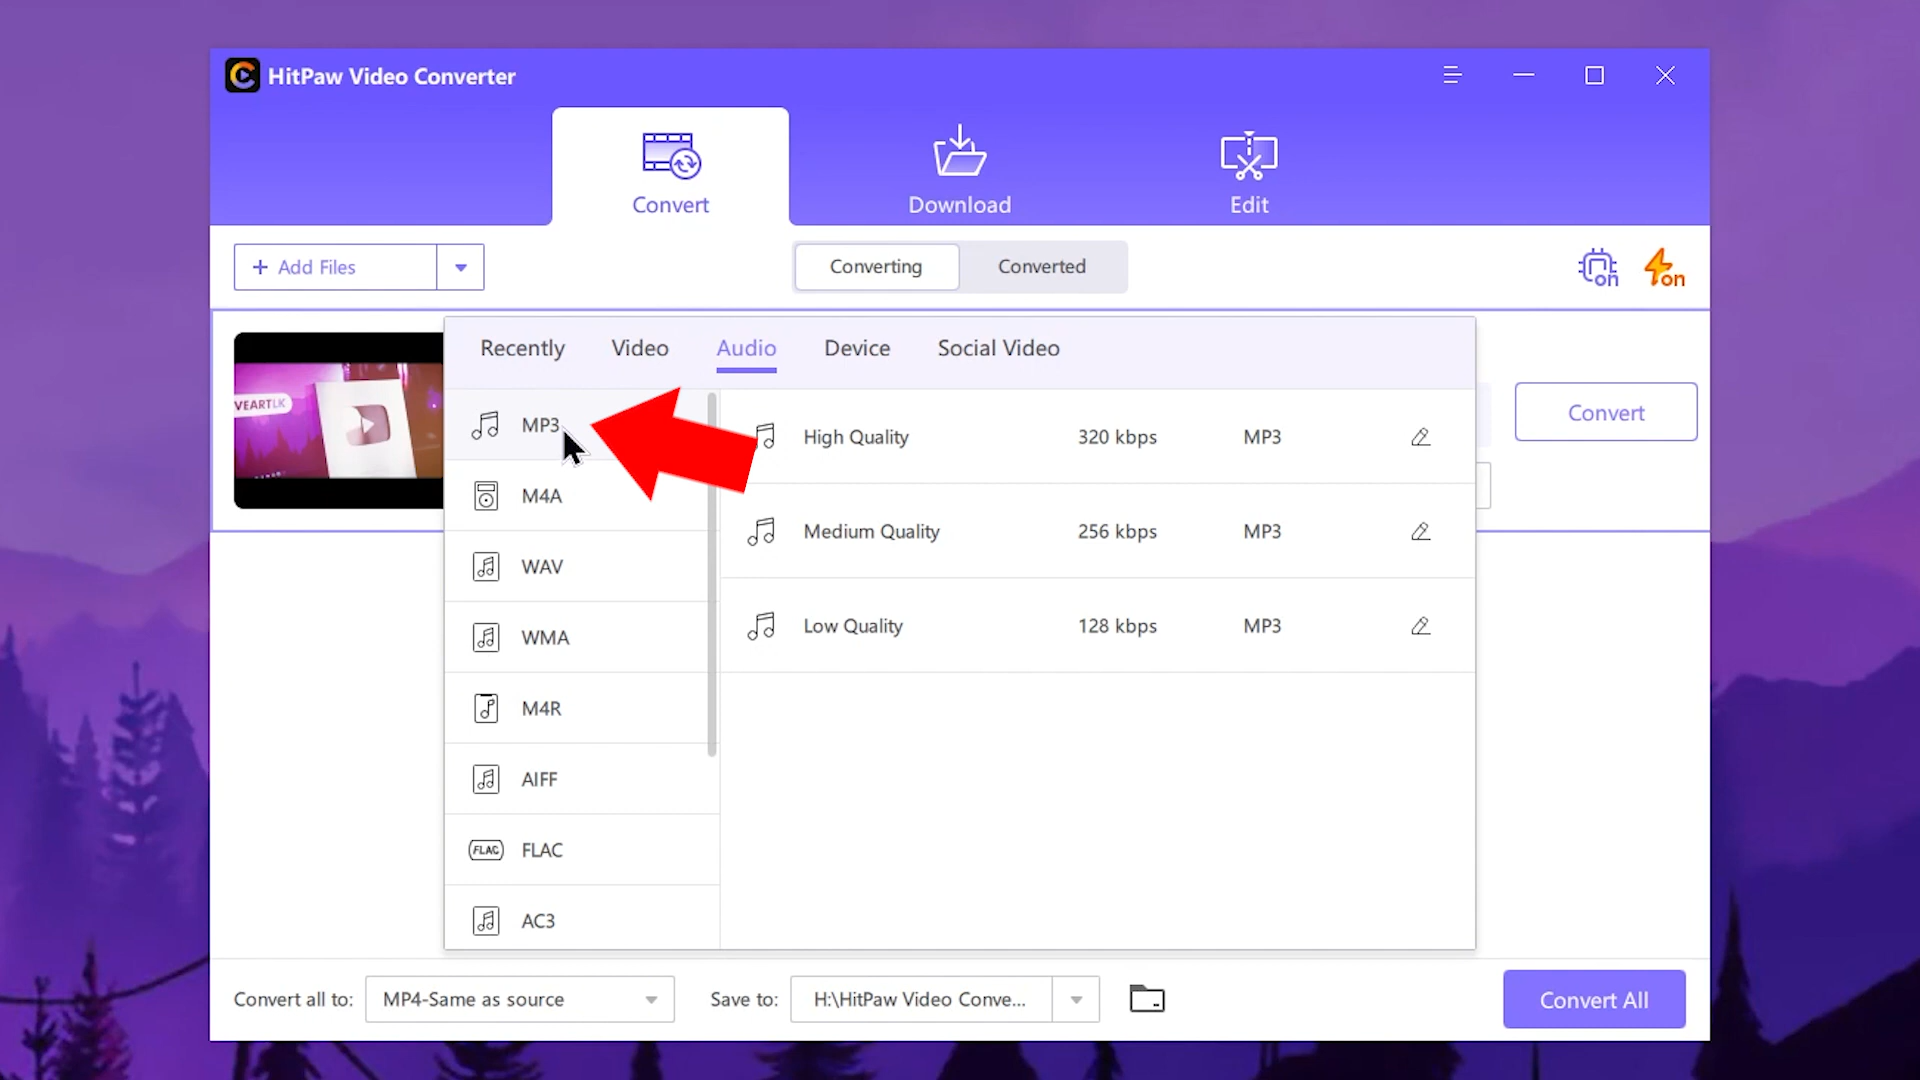 HitPaw Video Converter
Convert
Download
Edit
+ Add Files
Converting
Converted
on
on
Recently
Video
Audio
Device
Social Video
VEARTLK
MP3
M4A
WAV
WMA
M4R
AIFF
FLAC
FLAC
AC3
High Quality 320 kbps MP3
Medium Quality 256 kbps MP3
Low Quality 128 kbps MP3
Convert
Convert all to: MP4-Same as source
Save to: H:\HitPaw Video Conve...
Convert All